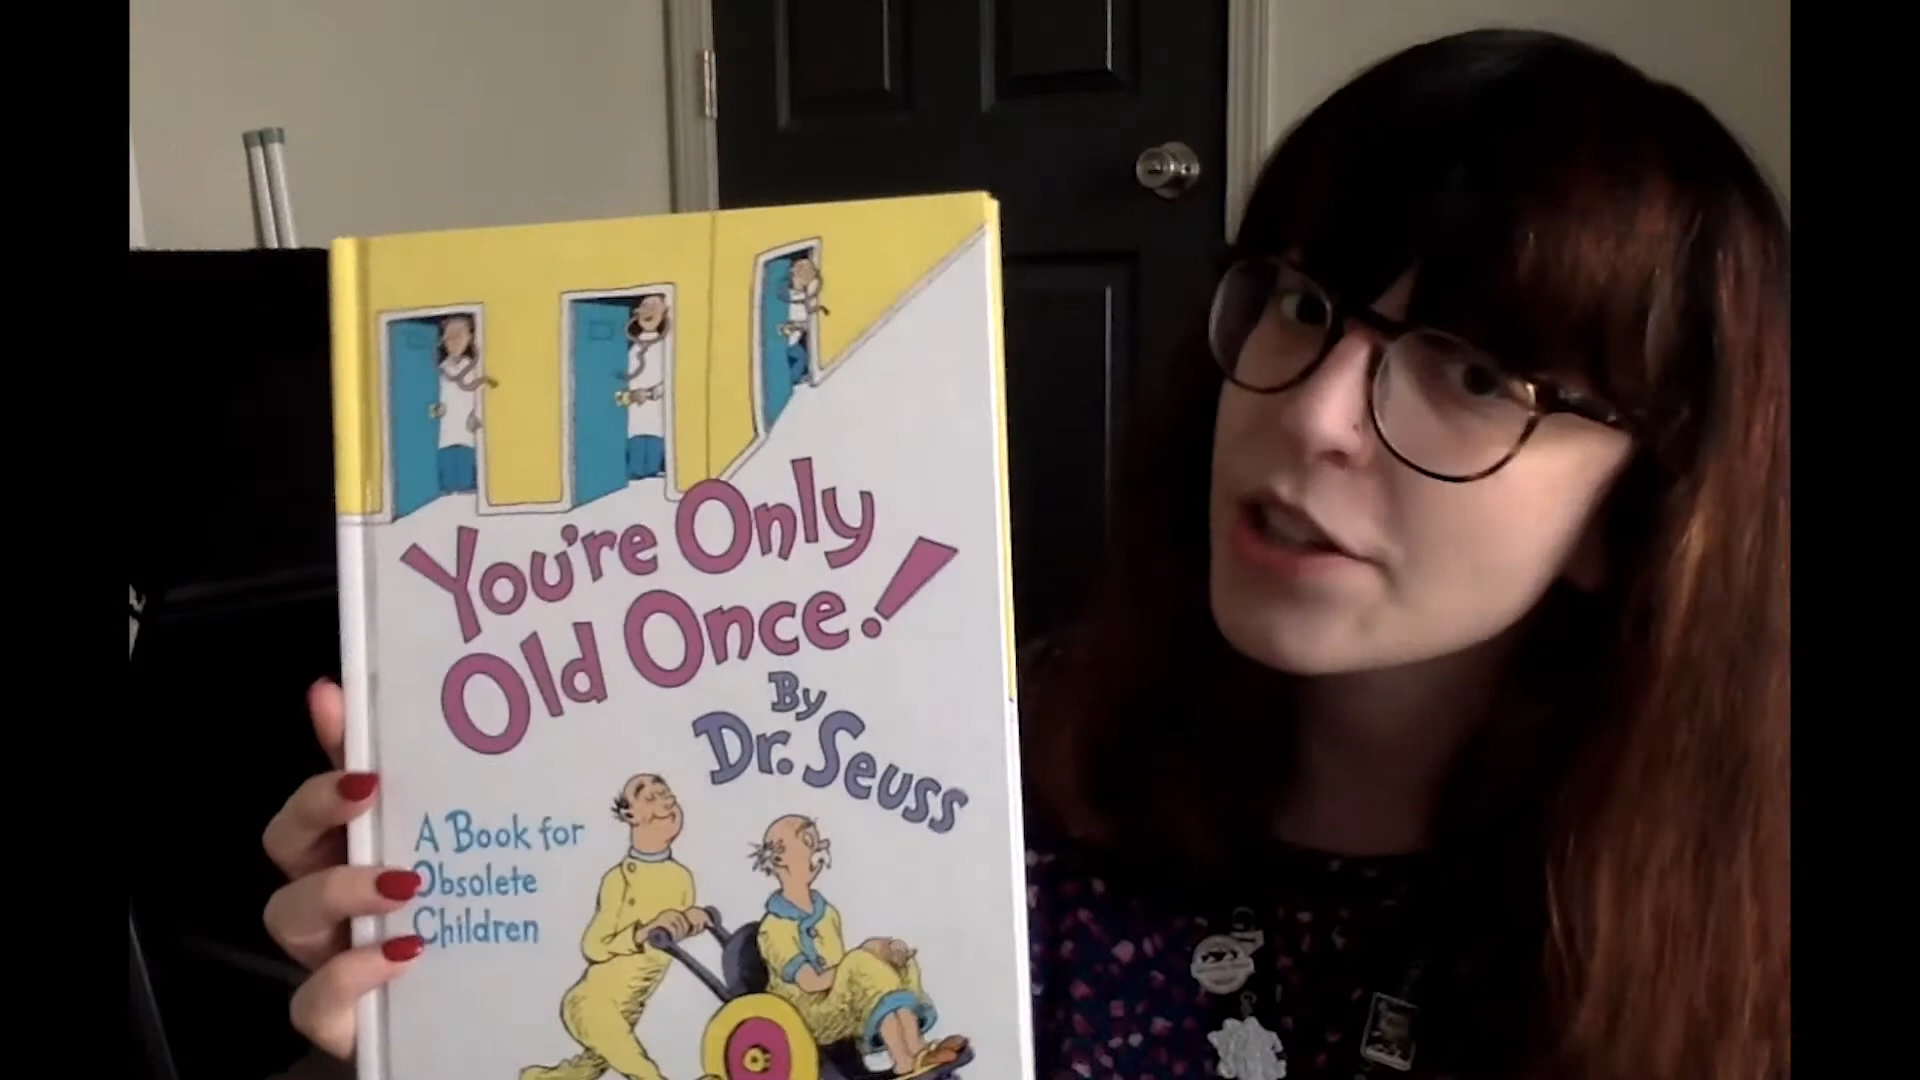 You're Only
Old Once!
By
Dr. Seuss
A Book for
Obsolete
Children